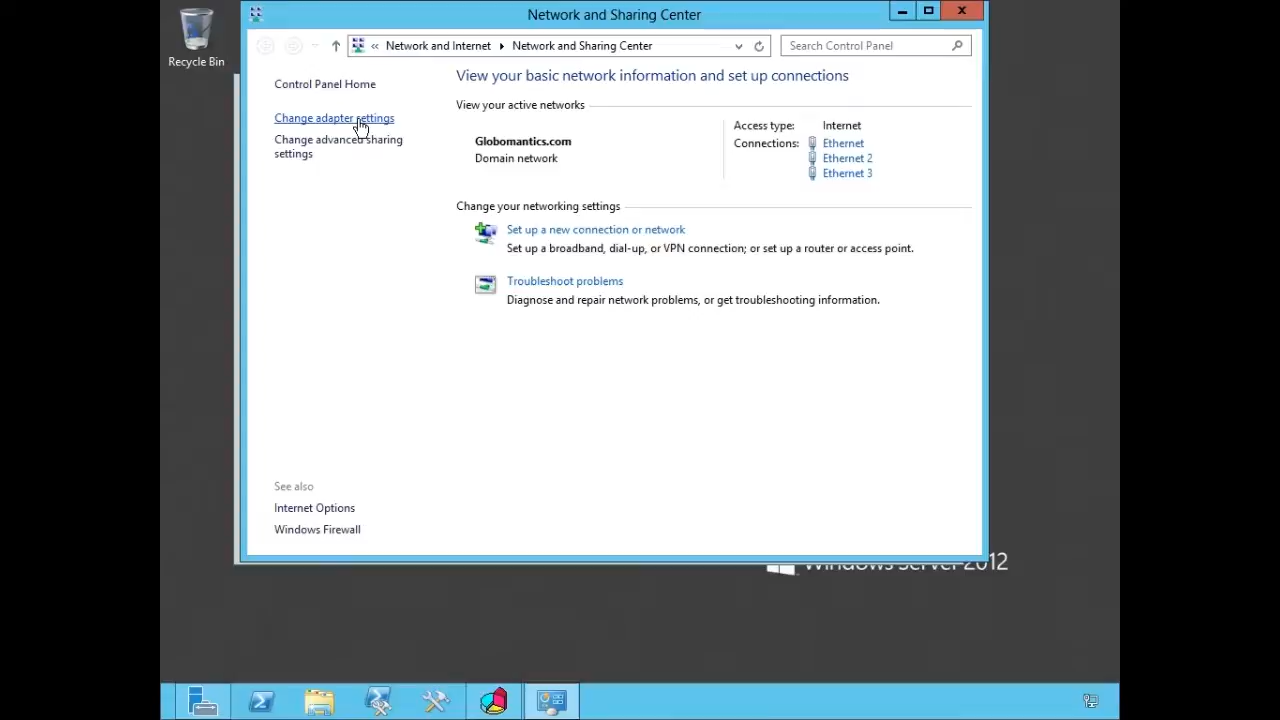 Recycle Bin
Network and Sharing Center
« Network and Internet Network and Sharing Center
Search Control Panel
Control Panel Home
Change adapter settings
Change advanced sharing
settings
See also
Internet Options
Windows Firewall
View your basic network information and set up connections
View your active networks
Globomantics.com
Domain network
Access type: Internet
Connections: Ethernet
Ethernet 2
Ethernet 3
Change your networking settings
Set up a new connection or network
Set up a broadband, dial-up, or VPN connection; or set up a router or access point.
Troubleshoot problems
Diagnose and repair network problems, or get troubleshooting information.
Windows Server 2012